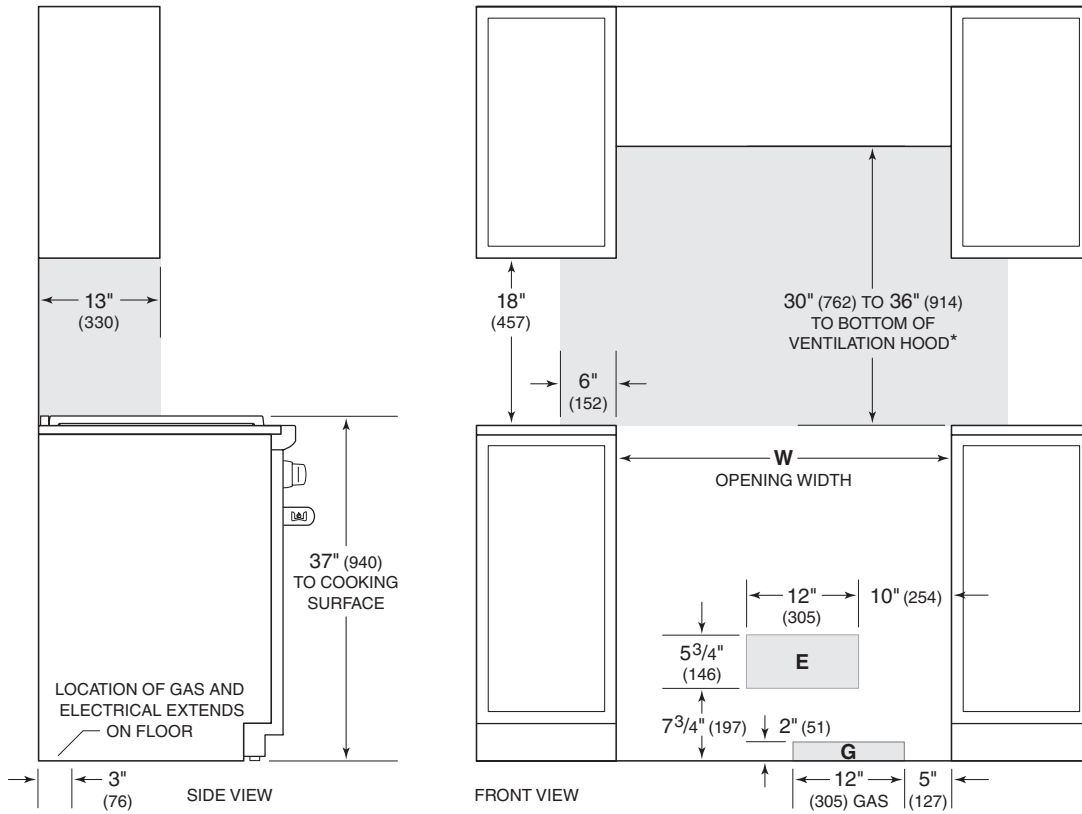 13"
(330)
37" (940)
TO COOKING
SURFACE
LOCATION OF GAS AND
ELECTRICAL EXTENDS
ON FLOOR
3"
(76)
SIDE VIEW
18"
(457)
30" (762) TO 36" (914)
TO BOTTOM OF
VENTILATION HOOD*
6"
(152)
W
OPENING WIDTH
12"
(305)
10" (254)
5 3/4"
(146)
E
7 3/4" (197)
2" (51)
G
12"
(305) GAS
5"
(127)
FRONT VIEW